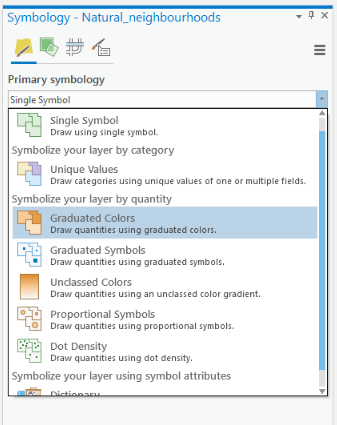 Symbology - Natural_neighbourhoods
Primary symbology
Single Symbol
Single Symbol
Draw using single symbol.
Symbolize your layer by category
Unique Values
Draw categories using unique values of one or multiple fields.
Symbolize your layer by quantity
Graduated Colors
Draw quantities using graduated colors.
Graduated Symbols
Draw quantities using graduated symbols.
Unclassed Colors
Draw quantities using an unclassed color gradient.
Proportional Symbols
Draw quantities using proportional symbols.
Dot Density
Draw quantities using dot density.
Symbolize your layer using symbol attributes
Dictionary